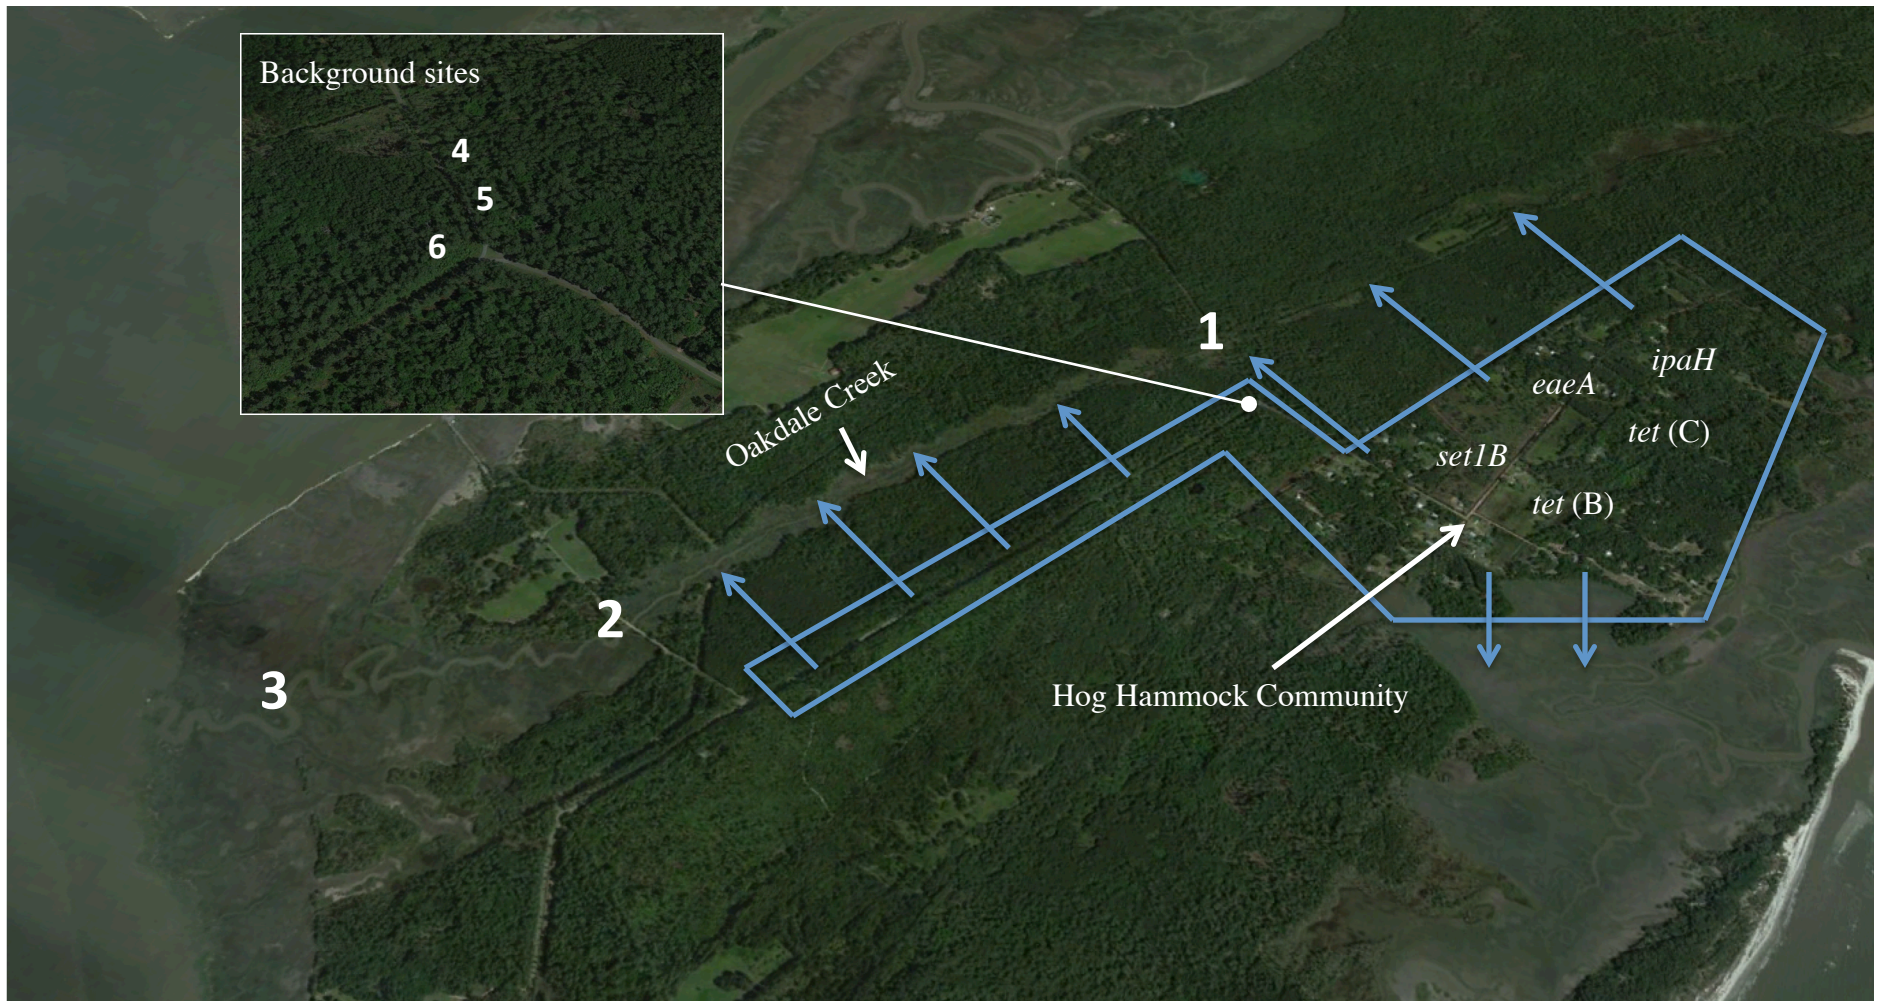 Background sites
4
5
6
1
Oakdale Creek
ipaH
eaeA
tet (C)
set1B
tet (B)
2
3
Hog Hammock Community